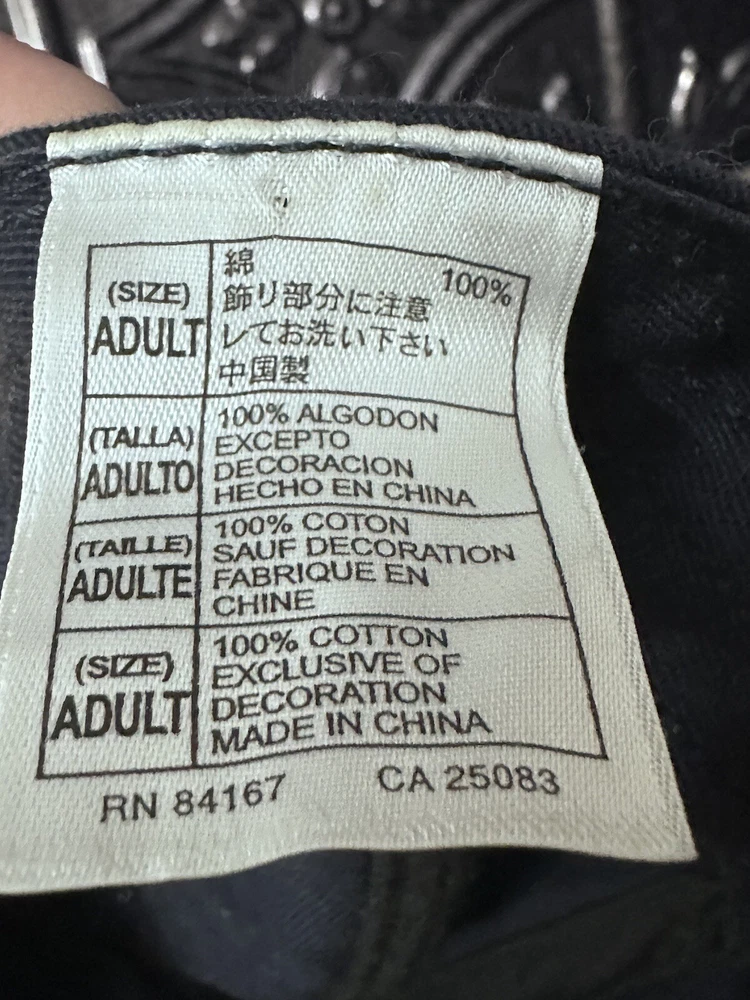 (SIZE)
ADULT
綿 100%
飾り部分に注意
レてお洗い下さい
中国製
(TALLA)
ADULTO
100% ALGODON
EXCEPTO
DECORACION
HECHO EN CHINA
(TAILLE)
ADULTE
100% COTON
SAUF DECORATION
FABRIQUE EN
CHINE
(SIZE)
ADULT
100% COTTON
EXCLUSIVE OF
DECORATION
MADE IN CHINA
RN 84167 CA 25083